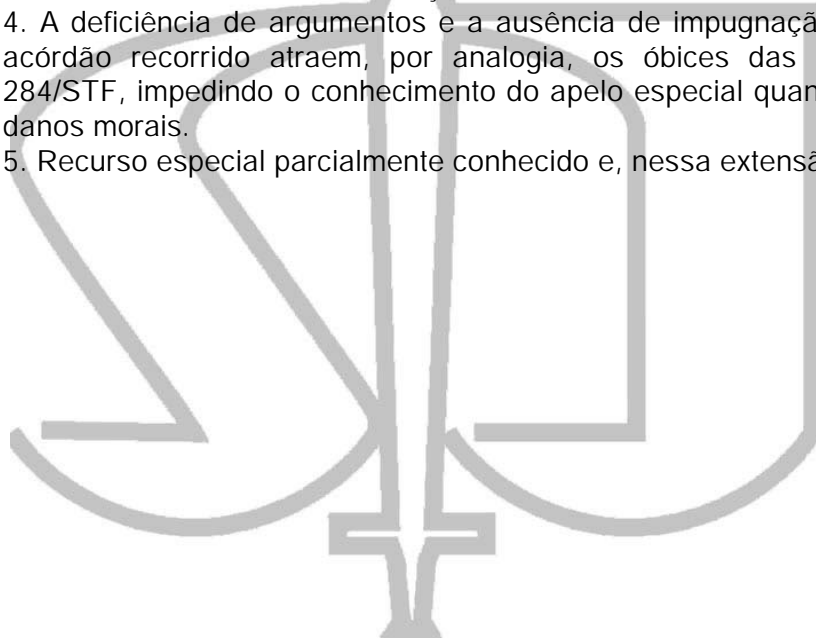 4. A deficiência de argumentos e a ausência de impugnaçã
acórdão recorrido atraem, por analogia, os óbices das
284/STF, impedindo o conhecimento do apelo especial quan
danos morais.
5. Recurso especial parcialmente conhecido e, nessa extensã